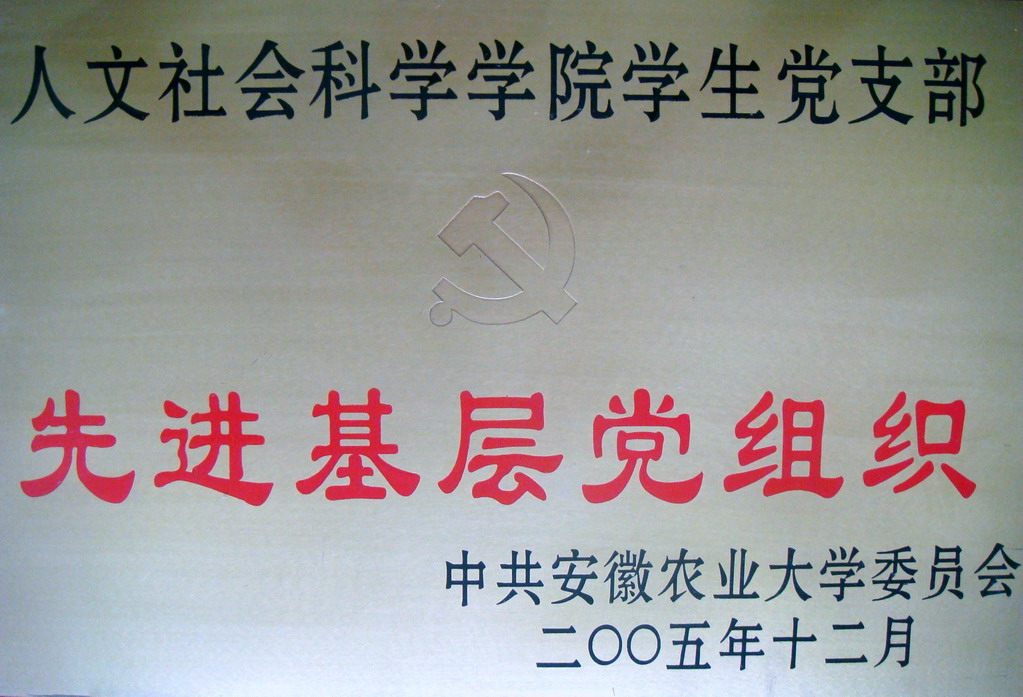 人文社会科学学院学生党支部
先进基层党组织
中共安徽农业大学委员会
二〇〇五年十二月